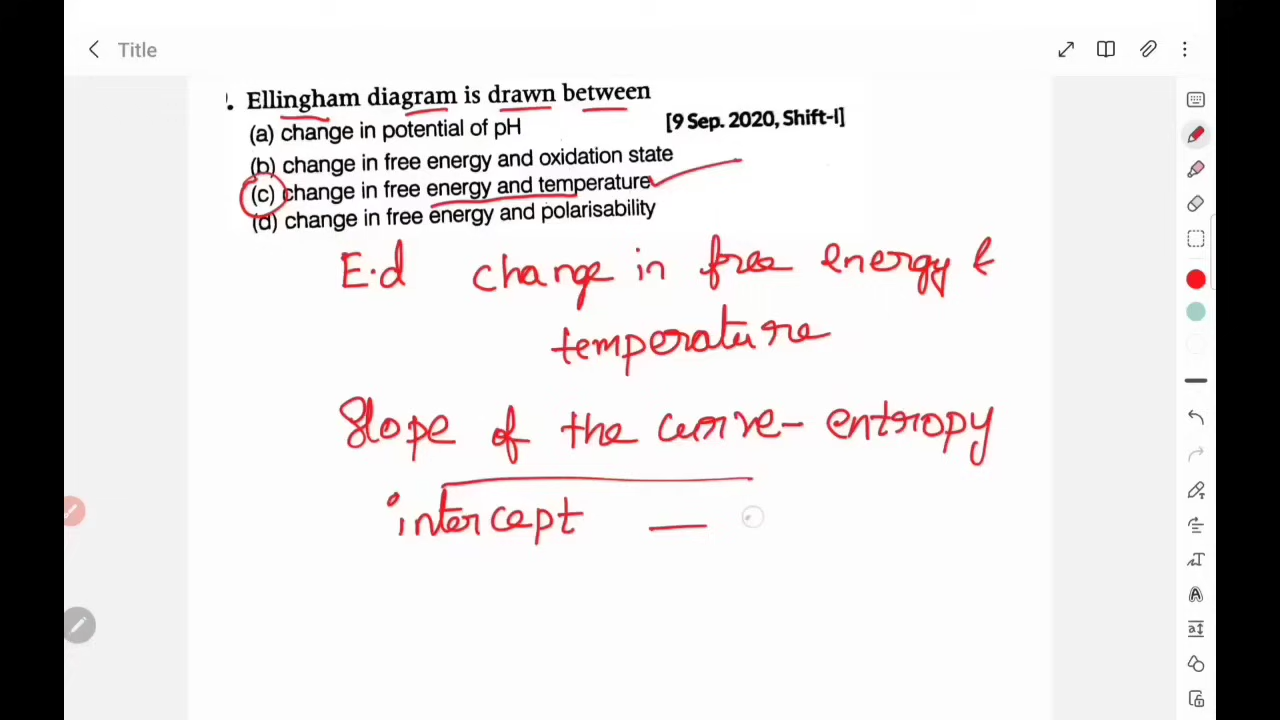 Title
. Ellingham diagram is drawn between
[9 Sep. 2020, Shift-I]
(a) change in potential of pH
(b) change in free energy and oxidation state
(c) change in free energy and temperature
(d) change in free energy and polarisability
E.d change in free energy &
temperature
Slope of the curve- entropy
intercept —